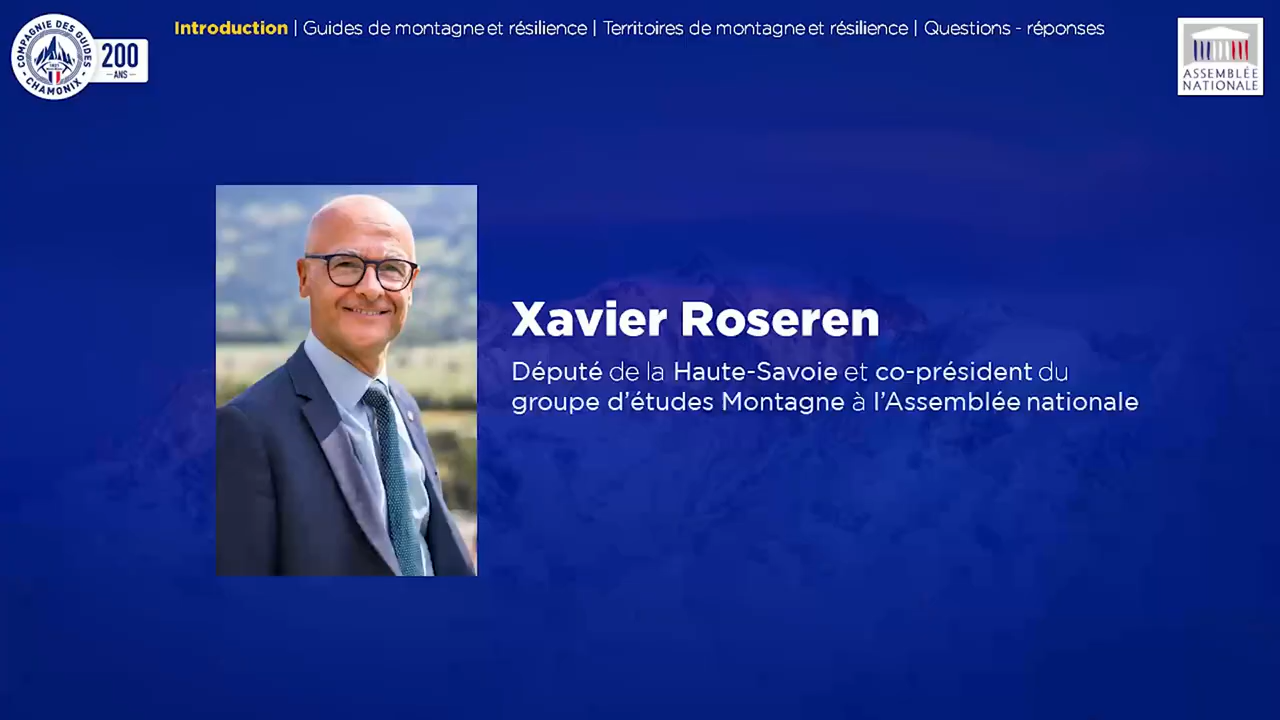 COMPAGNIE DES GUIDES
CHAMONIX
200
ANS
Introduction | Guides de montagne et résilience | Territoires de montagne et résilience | Questions - réponses
ASSEMBLÉE
NATIONALE
Xavier Roseren
Député de la Haute-Savoie et co-président du
groupe d'études Montagne à l'Assemblée nationale